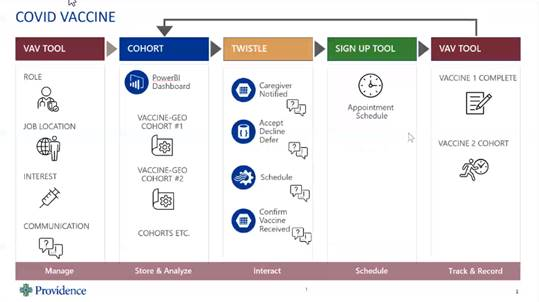 COVID VACCINE
VAV TOOL
COHORT
TWISTLE
SIGN UP TOOL
VAV TOOL
ROLE
JOB LOCATION
INTEREST
COMMUNICATION
PowerBI
Dashboard
VACCINE-GEO
COHORT #1
VACCINE-GEO
COHORT #2
COHORTS ETC.
Caregiver
Notified
Accept
Decline
Defer
Schedule
Confirm
Vaccine
Received
Appointment
Schedule
VACCINE 1 COMPLETE
VACCINE 2 COHORT
Manage
Store & Analyze
Interact
Schedule
Track & Record
Providence
1